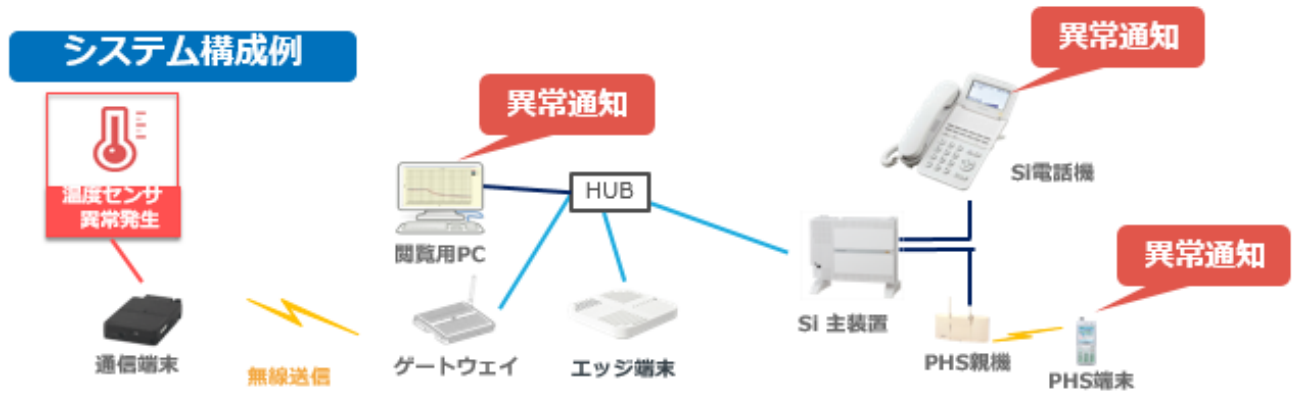 システム構成例
異常通知
異常通知
温度センサ
異常発生
HUB
Si電話機
閲覧用PC
異常通知
Si 主装置
通信端末
無線送信
ゲートウェイ
エッジ端末
PHS親機
PHS端末